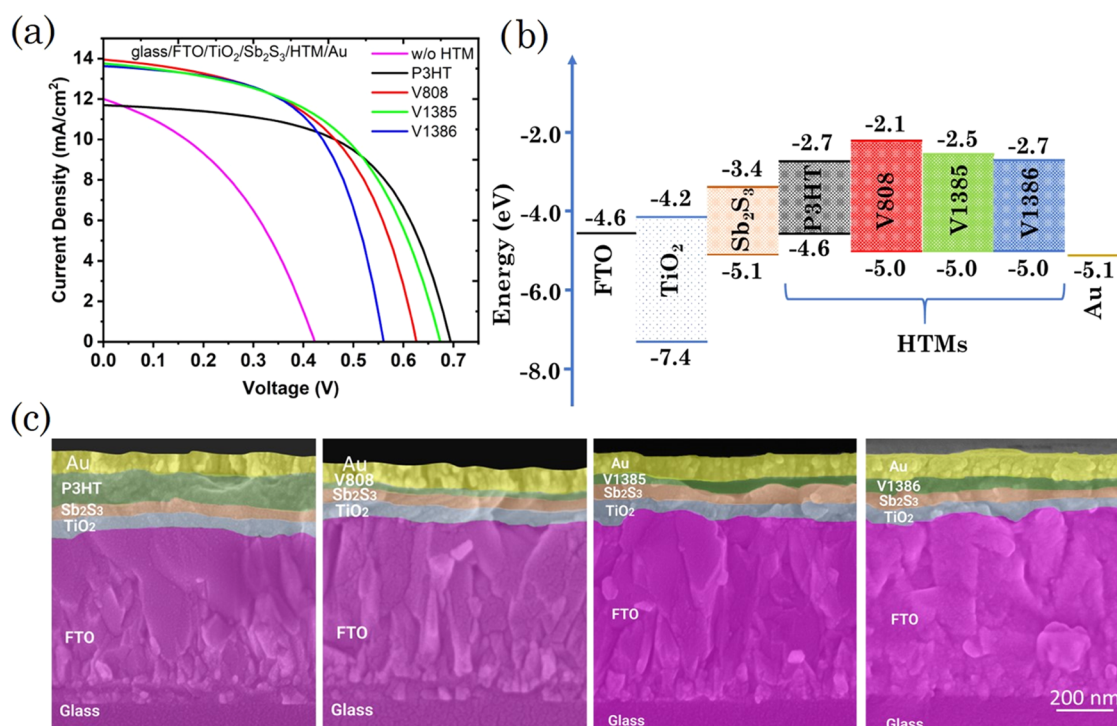 (a)
glass/FTO/TiO₂/Sb₂S₃/HTM/Au
w/o HTM
P3HT
V808
V1385
V1386
Current Density (mA/cm²)
14
12
10
8
6
4
2
0
0.0 0.1 0.2 0.3 0.4 0.5 0.6 0.7
Voltage (V)
(b)
Energy (eV)
-2.0
-4.0
-6.0
-8.0
-4.6
FTO
-4.2
TiO₂
-7.4
-3.4
Sb₂S₃
-5.1
-2.7
P3HT
-4.6
-2.1
V808
-5.0
-2.5
V1385
-5.0
-2.7
V1386
-5.0
-5.1
Au
HTMs
(c)
Au
P3HT
Sb₂S₃
TiO₂
FTO
Glass
Au
V808
Sb₂S₃
TiO₂
FTO
Glass
Au
V1385
Sb₂S₃
TiO₂
FTO
Glass
Au
V1386
Sb₂S₃
TiO₂
FTO
200 nm
Glass